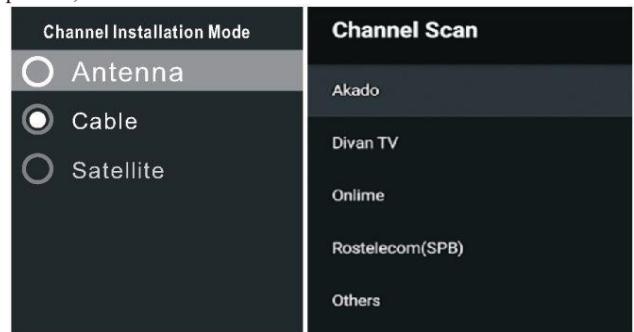 Channel Installation Mode
Antenna
Cable
Satellite
Channel Scan
Akado
Divan TV
Onlime
Rostelecom(SPB)
Others